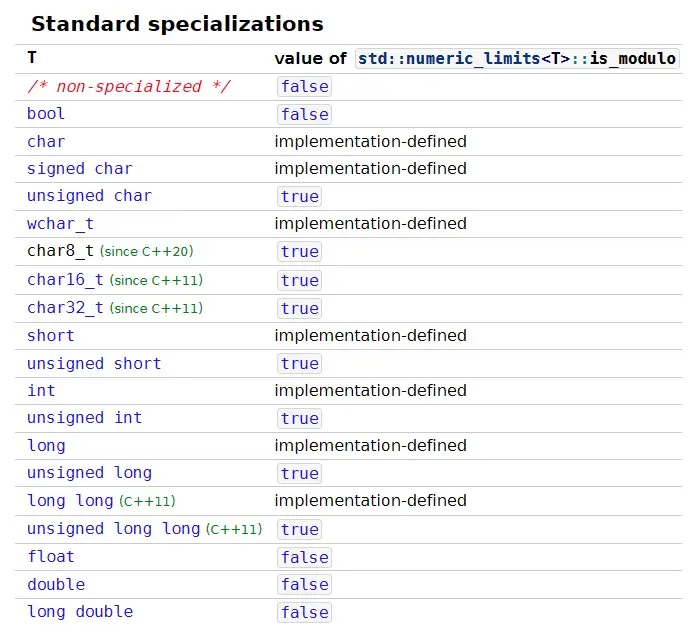 Standard specializations
T value of std::numeric_limits<T>::is_modulo
/* non-specialized */ false
bool false
char implementation-defined
signed char implementation-defined
unsigned char true
wchar_t implementation-defined
char8_t (since C++20) true
char16_t (since C++11) true
char32_t (since C++11) true
short implementation-defined
unsigned short true
int implementation-defined
unsigned int true
long implementation-defined
unsigned long true
long long (C++11) implementation-defined
unsigned long long (C++11) true
float false
double false
long double false